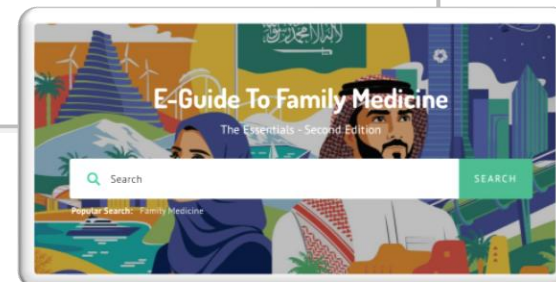 E-Guide To Family Medicine
The Essentials - Second Edition
Search
SEARCH
Popular Search: Family Medicine